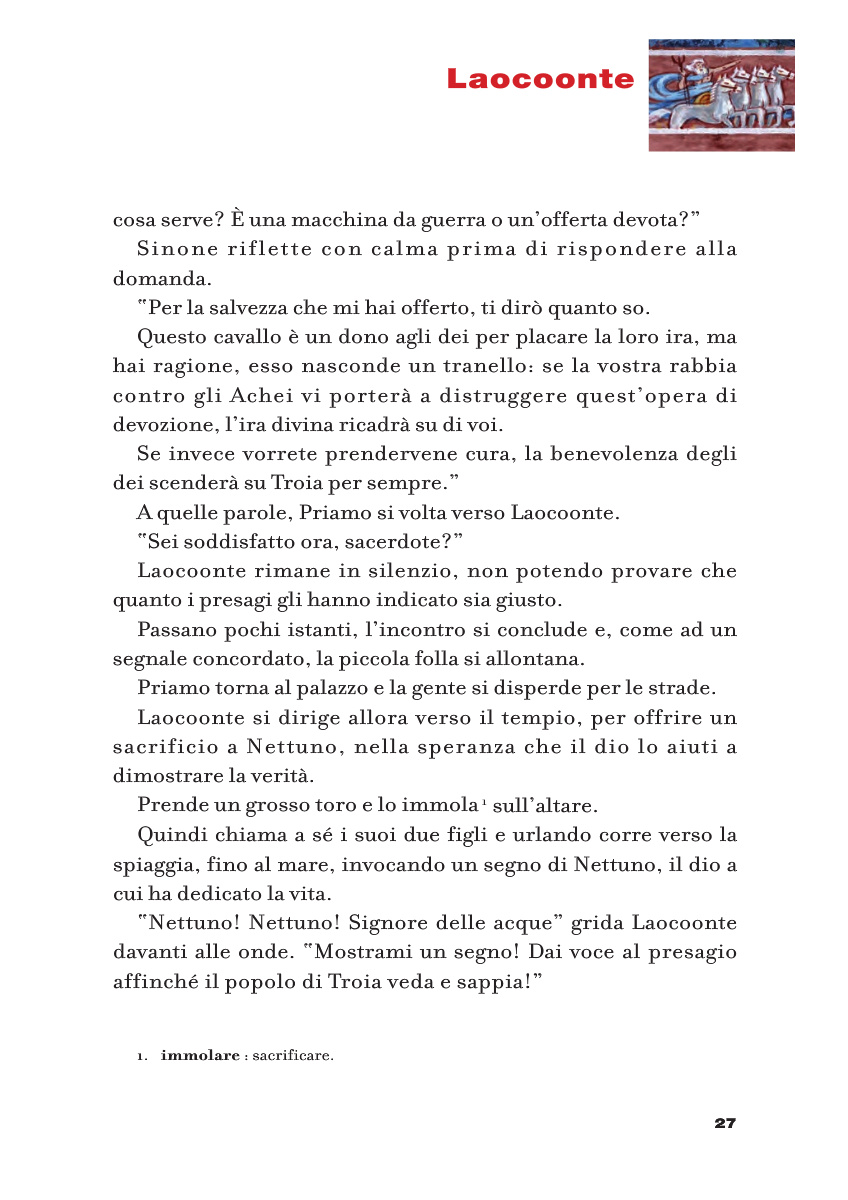 Laocoonte
cosa serve? È una macchina da guerra o un’offerta devota?”
Sinone riflette con calma prima di rispondere alla
domanda.
“Per la salvezza che mi hai offerto, ti dirò quanto so.
Questo cavallo è un dono agli dei per placare la loro ira, ma
hai ragione, esso nasconde un tranello: se la vostra rabbia
contro gli Achei vi porterà a distruggere quest’opera di
devozione, l’ira divina ricadrà su di voi.
Se invece vorrete prendervene cura, la benevolenza degli
dei scenderà su Troia per sempre.”
A quelle parole, Priamo si volta verso Laocoonte.
“Sei soddisfatto ora, sacerdote?”
Laocoonte rimane in silenzio, non potendo provare che
quanto i presagi gli hanno indicato sia giusto.
Passano pochi istanti, l’incontro si conclude e, come ad un
segnale concordato, la piccola folla si allontana.
Priamo torna al palazzo e la gente si disperde per le strade.
Laocoonte si dirige allora verso il tempio, per offrire un
sacrificio a Nettuno, nella speranza che il dio lo aiuti a
dimostrare la verità.
Prende un grosso toro e lo immola¹ sull’altare.
Quindi chiama a sé i suoi due figli e urlando corre verso la
spiaggia, fino al mare, invocando un segno di Nettuno, il dio a
cui ha dedicato la vita.
“Nettuno! Nettuno! Signore delle acque” grida Laocoonte
davanti alle onde. “Mostrami un segno! Dai voce al presagio
affinché il popolo di Troia veda e sappia!”
1. immolare : sacrificare.
27